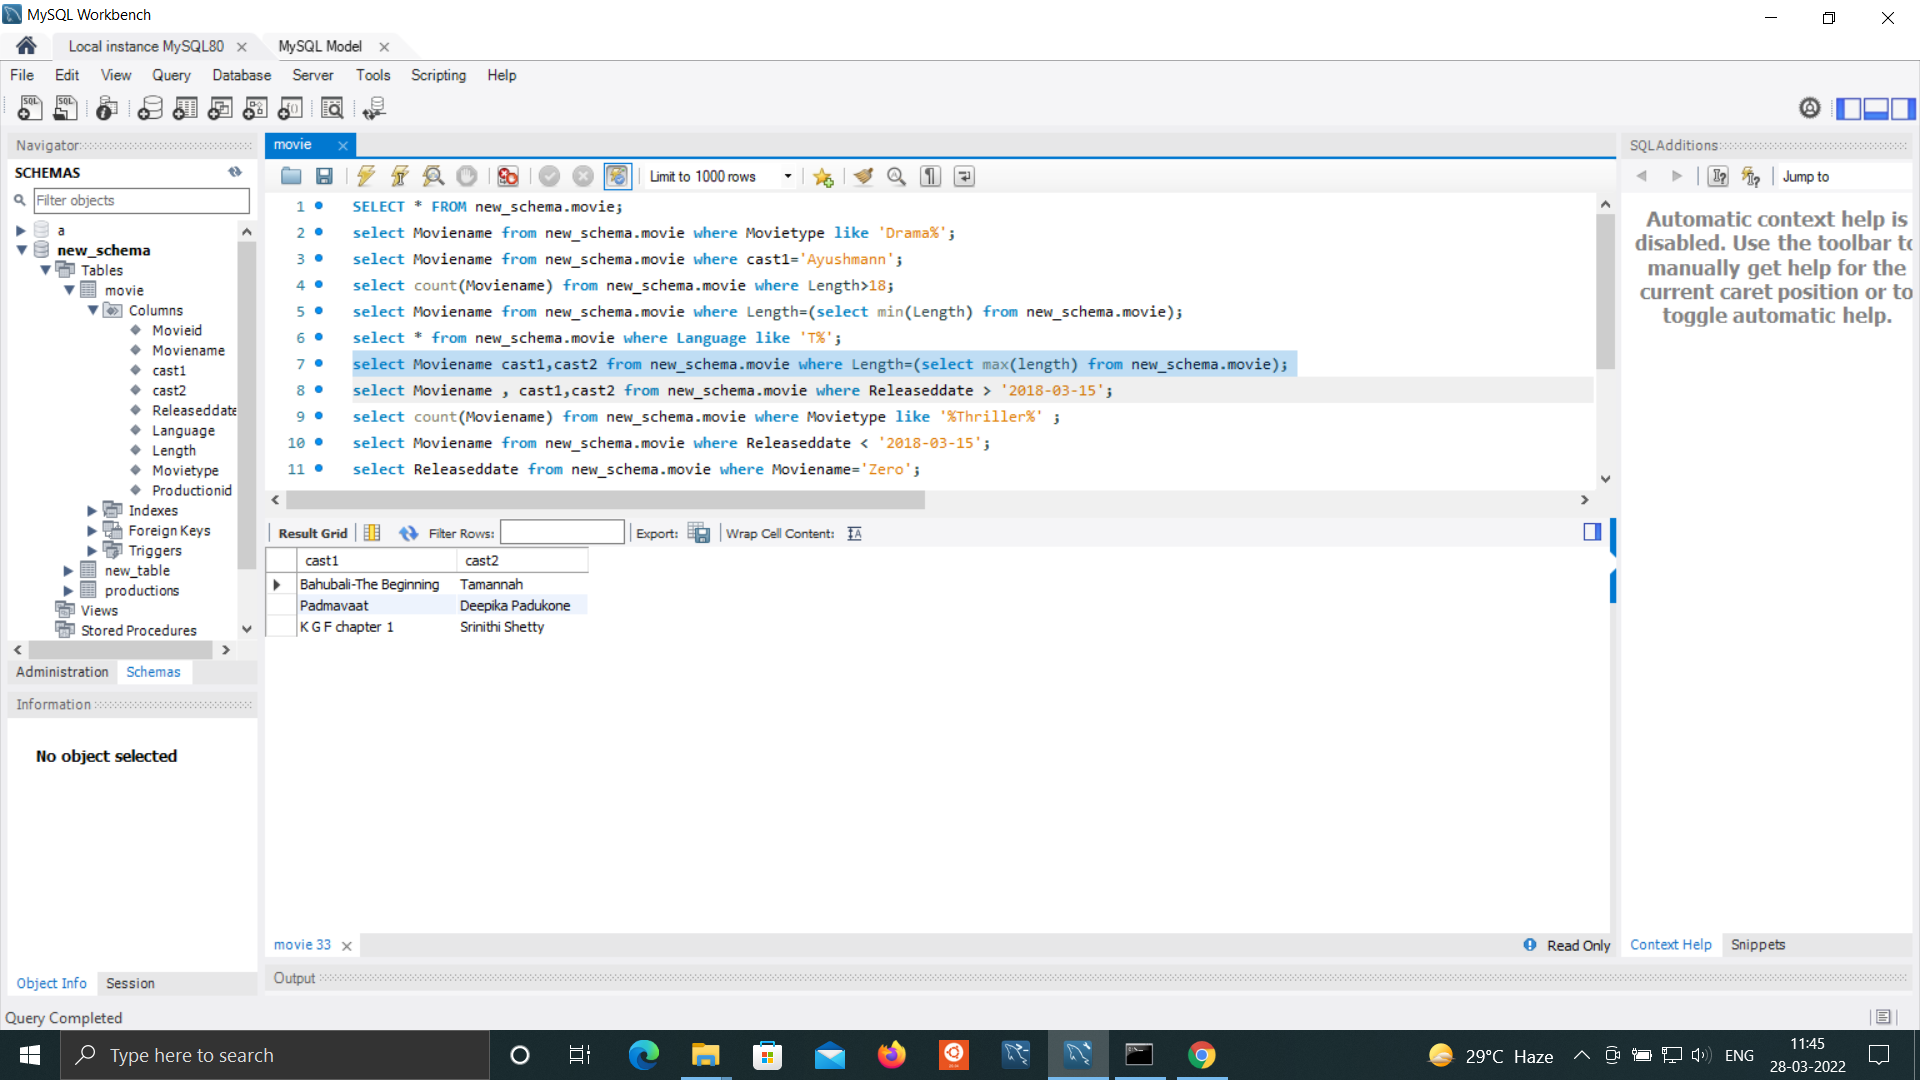 MySQL Workbench
Local instance MySQL80
MySQL Model
File Edit View Query Database Server Tools Scripting Help
Navigator
SCHEMAS
Filter objects
a
new_schema
Tables
movie
Columns
Movieid
Moviename
cast1
cast2
Releaseddate
Language
Length
Movietype
Productionid
Indexes
Foreign Keys
Triggers
new_table
productions
Views
Stored Procedures
Administration Schemas
Information
No object selected
Object Info Session
Query Completed
movie
Limit to 1000 rows
1 SELECT * FROM new_schema.movie;
2 select Moviename from new_schema.movie where Movietype like 'Drama%';
3 select Moviename from new_schema.movie where cast1='Ayushmann';
4 select count(Moviename) from new_schema.movie where Length>18;
5 select Moviename from new_schema.movie where Length=(select min(Length) from new_schema.movie);
6 select * from new_schema.movie where Language like 'T%';
7 select Moviename cast1,cast2 from new_schema.movie where Length=(select max(length) from new_schema.movie);
8 select Moviename , cast1,cast2 from new_schema.movie where Releaseddate > '2018-03-15';
9 select count(Moviename) from new_schema.movie where Movietype like '%Thriller%' ;
10 select Moviename from new_schema.movie where Releaseddate < '2018-03-15';
11 select Releaseddate from new_schema.movie where Moviename='Zero';
Result Grid Filter Rows: Export: Wrap Cell Content:
cast1 cast2
Bahubali-The Beginning Tamannah
Padmavaat Deepika Padukone
K G F chapter 1 Srinithi Shetty
movie 33
Read Only
Output
SQLAdditions
Jump to
Automatic context help is
disabled. Use the toolbar to
manually get help for the
current caret position or to
toggle automatic help.
Context Help Snippets
Type here to search
29°C Haze
ENG
11:45
28-03-2022